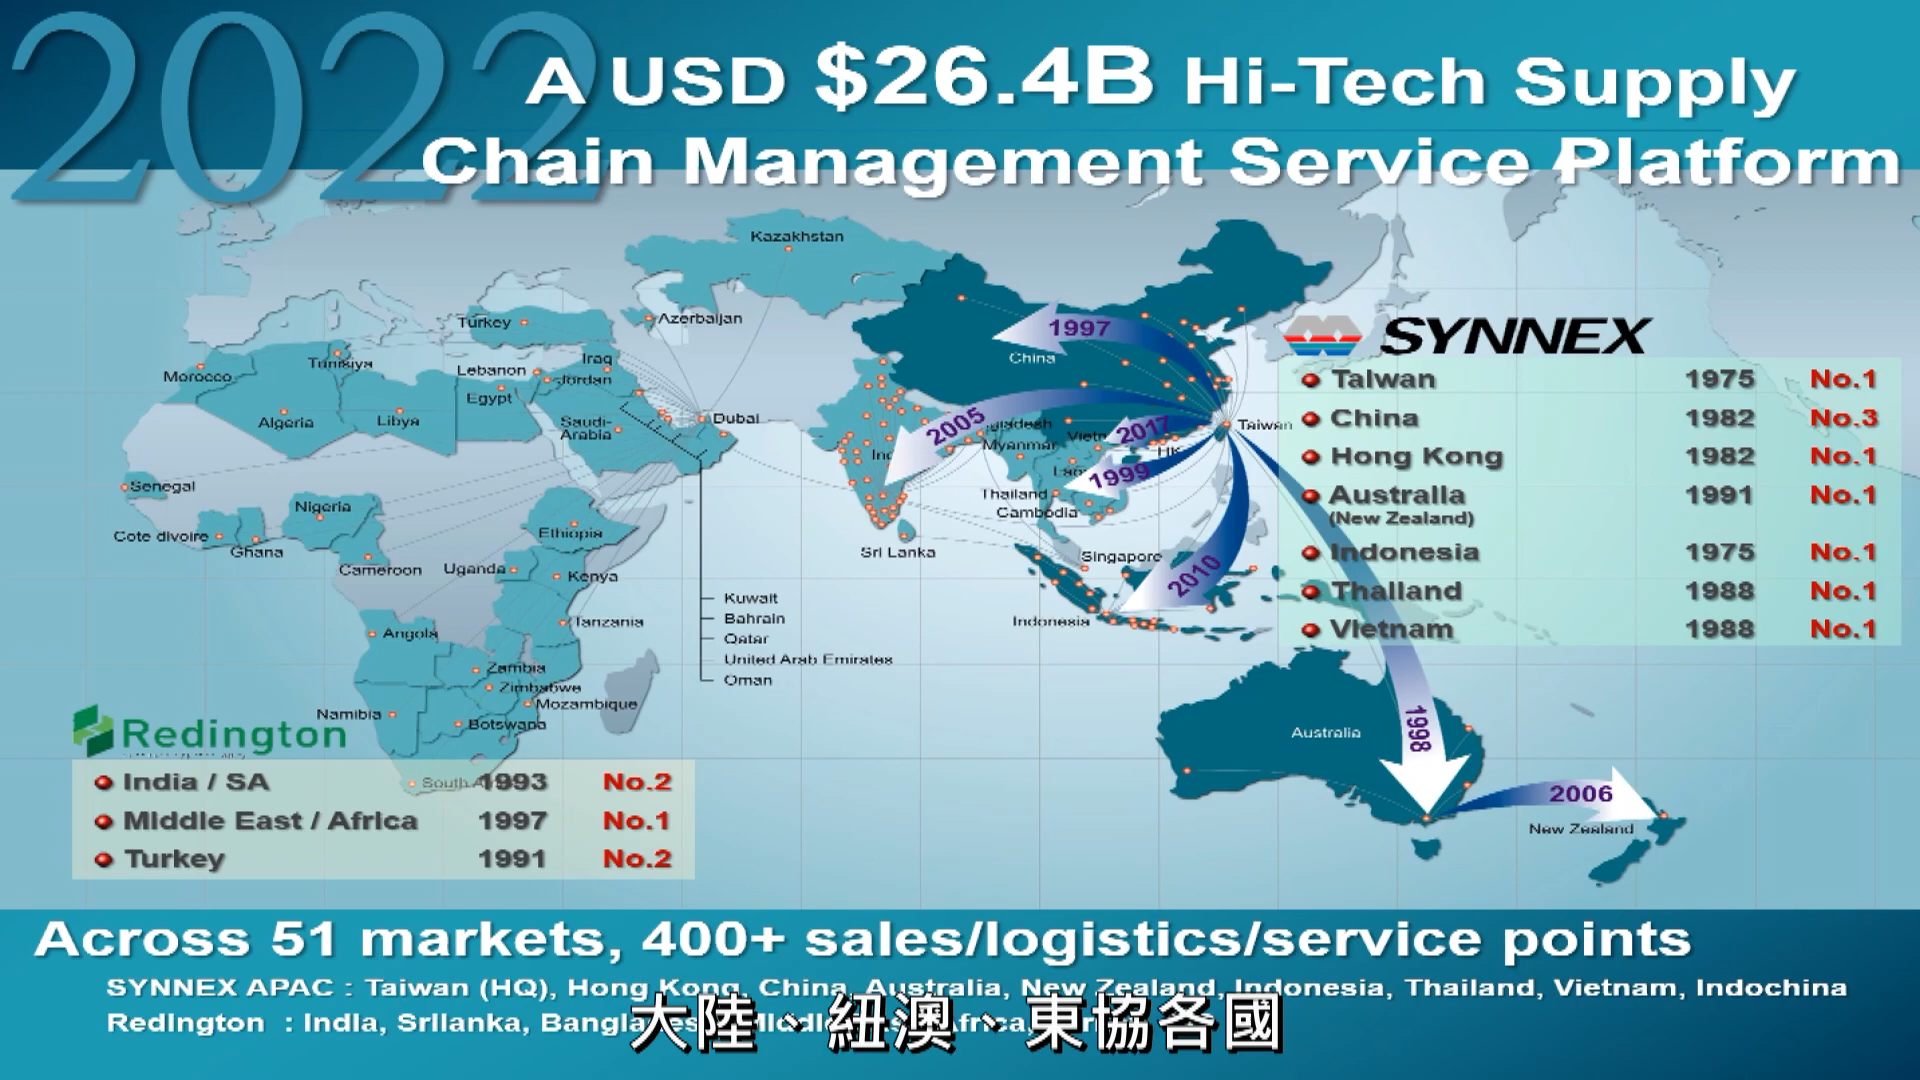 2022
A USD $26.4B Hi-Tech Supply
Chain Management Service Platform
Kazakhstan
Turkey
Azerbaijan
1997
China
SYNNEX
Morocco
Tunisiya
Lebanon
Iraq
Jordan
Egypt
Algeria
Libya
Saudi-
Arabia
Dubai
2005
2017
Taiwan
Myanmar
HK
1999
Senegal
Nigeria
Thailand
Cambodia
Cote divoire
Ghana
Ethiopia
Sri Lanka
Singapore
Cameroon
Uganda
Kenya
2010
Indonesia
Angola
Tanzania
Kuwait
Bahrain
Qatar
United Arab Emirates
Oman
Zambia
Zimbabwe
Mozambique
Namibia
Botswana
South
Taiwan 1975 No.1
China 1982 No.3
Hong Kong 1982 No.1
Australia 1991 No.1
(New Zealand)
Indonesia 1975 No.1
Thailand 1988 No.1
Vietnam 1988 No.1
Australia
1998
2006
New Zealand
Redington
India / SA 1993 No.2
Middle East / Africa 1997 No.1
Turkey 1991 No.2
Across 51 markets, 400+ sales/logistics/service points
SYNNEX APAC : Taiwan (HQ), Hong Kong, China, Australia, New Zealand, Indonesia, Thailand, Vietnam, Indochina
Redington : India, Srilanka,
大陸、紐澳、東協各國